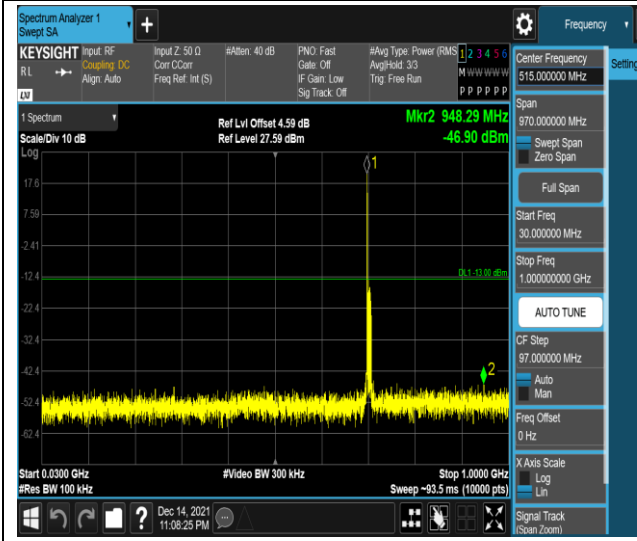 Spectrum Analyzer 1
Swept SA
Frequency
KEYSIGHT
RL
LXI
Input: RF
Coupling: DC
Align: Auto
Input Z: 50 Ω
Corr CCorr
Freq Ref: Int (S)
#Atten: 40 dB
PNO: Fast
Gate: Off
IF Gain: Low
Sig Track: Off
#Avg Type: Power (RMS
Avg|Hold: 3/3
Trig: Free Run
1 2 3 4 5 6
M W W W W W
P P P P P P
1 Spectrum
Scale/Div 10 dB
Log
Ref Lvl Offset 4.59 dB
Ref Level 27.59 dBm
Mkr2 948.29 MHz
-46.90 dBm
1
17.6
7.59
-2.41
-12.4
DL1 -13.00 dBm
-22.4
-32.4
-42.4
2
-52.4
-62.4
Start 0.0300 GHz
#Res BW 100 kHz
#Video BW 300 kHz
Stop 1.0000 GHz
Sweep ~93.5 ms (10000 pts)
?
Dec 14, 2021
11:08:25 PM
Center Frequency
515.000000 MHz
Settings
Span
970.000000 MHz
Swept Span
Zero Span
Full Span
Start Freq
30.000000 MHz
Stop Freq
1.000000000 GHz
AUTO TUNE
CF Step
97.000000 MHz
Auto
Man
Freq Offset
0 Hz
X Axis Scale
Log
Lin
Signal Track
(Span Zoom)